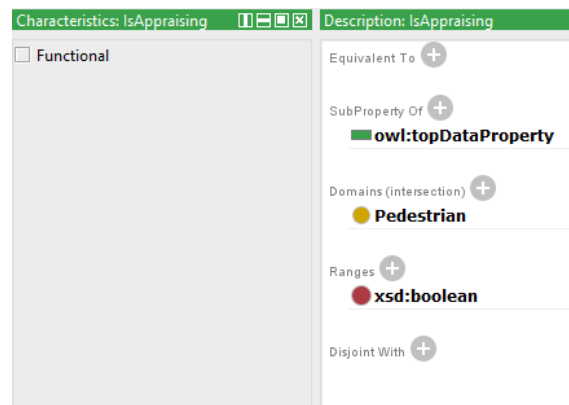 Characteristics: IsAppraising
Functional
Description: IsAppraising
Equivalent To
SubProperty Of
owl:topDataProperty
Domains (intersection)
Pedestrian
Ranges
xsd:boolean
Disjoint With